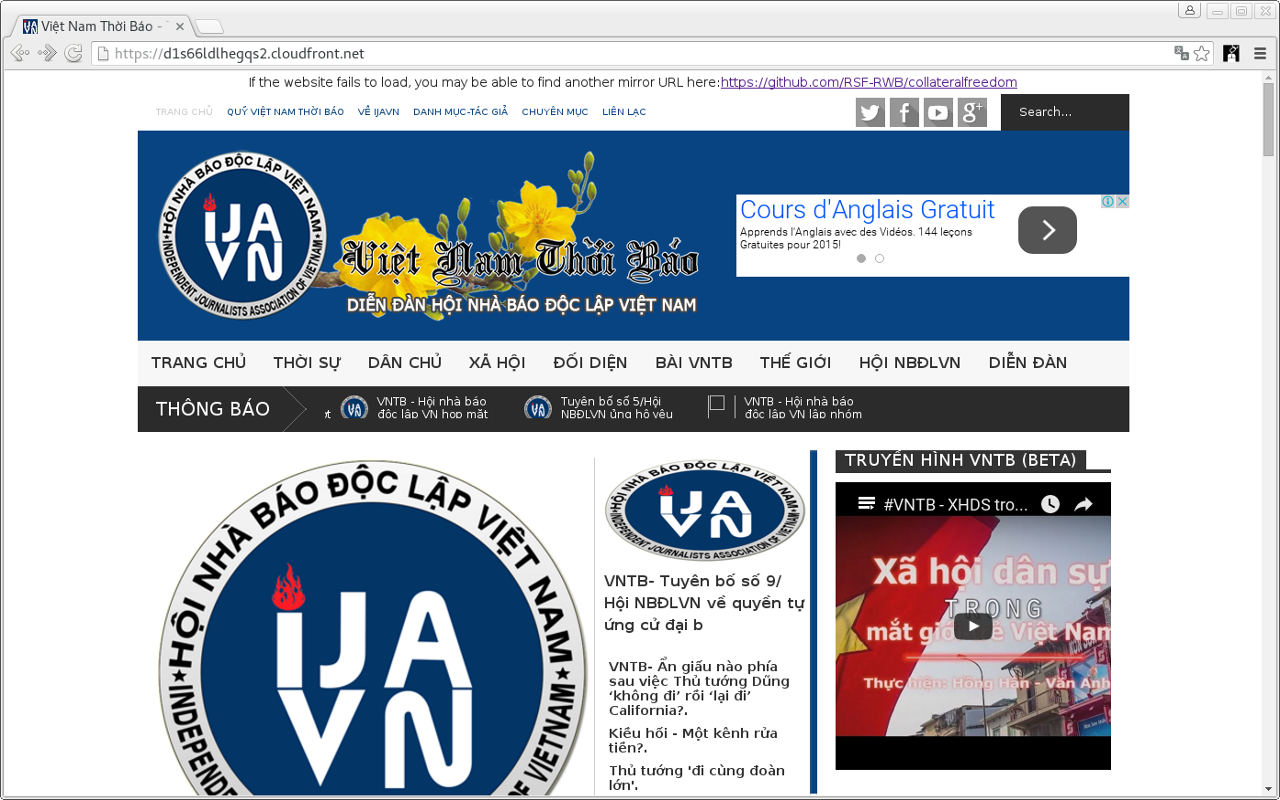 Việt Nam Thời Báo -
https://d1s66ldlhegqs2.cloudfront.net
If the website fails to load, you may be able to find another mirror URL here:https://github.com/RSF-RWB/collateralfreedom
TRANG CHỦ QUỸ VIỆT NAM THỜI BÁO VỀ IJAVN DANH MỤC-TÁC GIẢ CHUYÊN MỤC LIÊN LẠC
Search...
HỘI NHÀ BÁO ĐỘC LẬP VIỆT NAM
IJAVN
INDEPENDENT JOURNALISTS ASSOCIATION OF VIETNAM
Việt Nam Thời Báo
DIỄN ĐÀN HỘI NHÀ BÁO ĐỘC LẬP VIỆT NAM
Cours d'Anglais Gratuit
Apprends l'Anglais avec des Vidéos. 144 leçons
Gratuites pour 2015!
TRANG CHỦ THỜI SỰ DÂN CHỦ XÃ HỘI ĐỐI DIỆN BÀI VNTB THẾ GIỚI HỘI NBĐLVN DIỄN ĐÀN
THÔNG BÁO
VNTB - Hội nhà báo
độc lập VN họp mặt
Tuyên bố số 5/Hội
NBĐLVN ủng hộ yêu
VNTB - Hội nhà báo
độc lập VN lập nhóm
HỘI NHÀ BÁO ĐỘC LẬP VIỆT NAM
IJA
VN
INDEPENDENT
VIETNAM
HỘI NHÀ BÁO ĐỘC LẬP VIỆT NAM
IJA
VN
INDEPENDENT JOURNALISTS ASSOCIATION OF VIETNAM
VNTB- Tuyên bố số 9/
Hội NBĐLVN về quyền tự
ứng cử đại b
VNTB- Ẩn giấu nào phía
sau việc Thủ tướng Dũng
‘không đi’ rồi ‘lại đi’
California?.
Kiều hối - Một kênh rửa
tiền?.
Thủ tướng 'đi cùng đoàn
lớn'.
TRUYỀN HÌNH VNTB (BETA)
#VNTB - XHDS tro...
Xã hội dân sự
TRONG
mắt giới trẻ Việt Nam
Thực hiện: Hồng Hân - Vân Anh